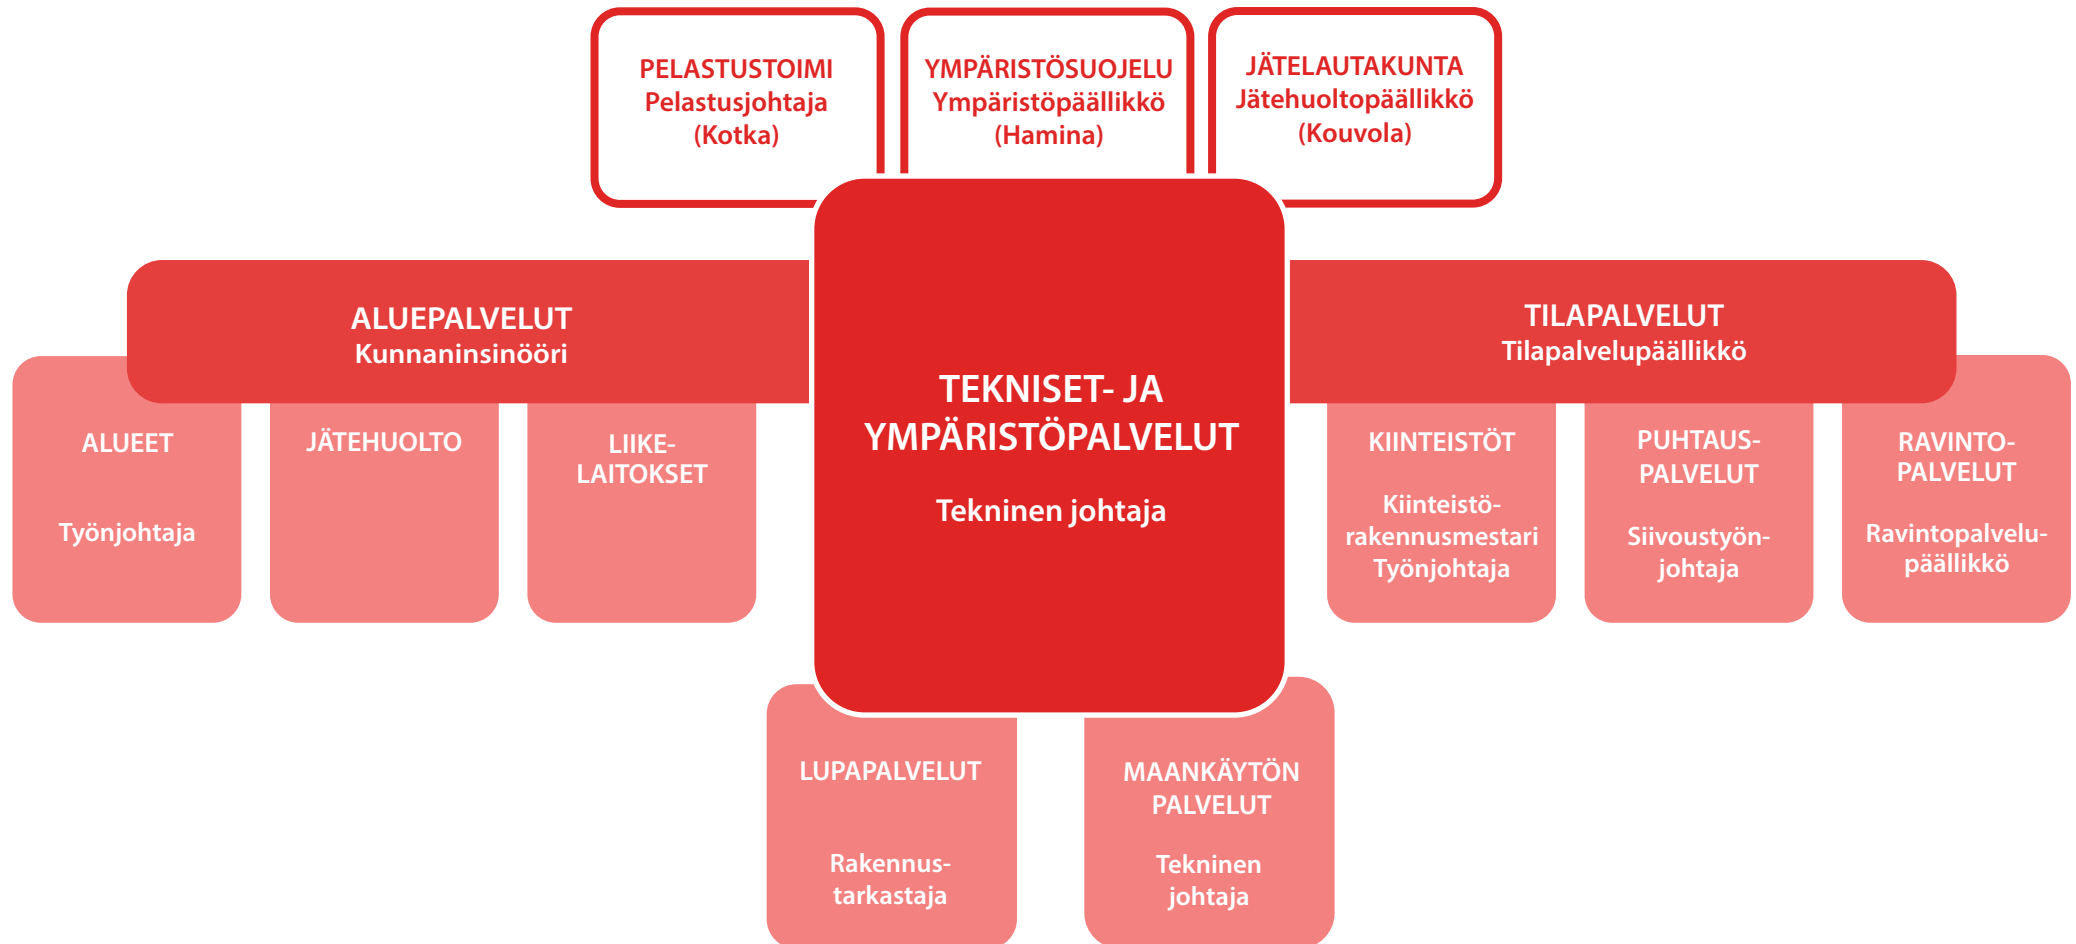 PELASTUSTOIMI
Pelastusjohtaja
(Kotka)
YMPÄRISTÖSUOJELU
Ympäristöpäällikkö
(Hamina)
JÄTELAUTAKUNTA
Jätehuoltopäällikkö
(Kouvola)
ALUEPALVELUT
Kunnaninsinööri
TEKNISET- JA
YMPÄRISTÖPALVELUT
Tekninen johtaja
TILAPALVELUT
Tilapalvelupäällikkö
ALUEET
Työnjohtaja
JÄTEHUOLTO
LIIKE-
LAITOKSET
KIINTEISTÖT
Kiinteistö-
rakennusmestari
Työnjohtaja
PUHTAUS-
PALVELUT
Siivoustyön-
johtaja
RAVINTO-
PALVELUT
Ravintopalvelu-
päällikkö
LUPAPALVELUT
Rakennus-
tarkastaja
MAANKÄYTÖN
PALVELUT
Tekninen
johtaja